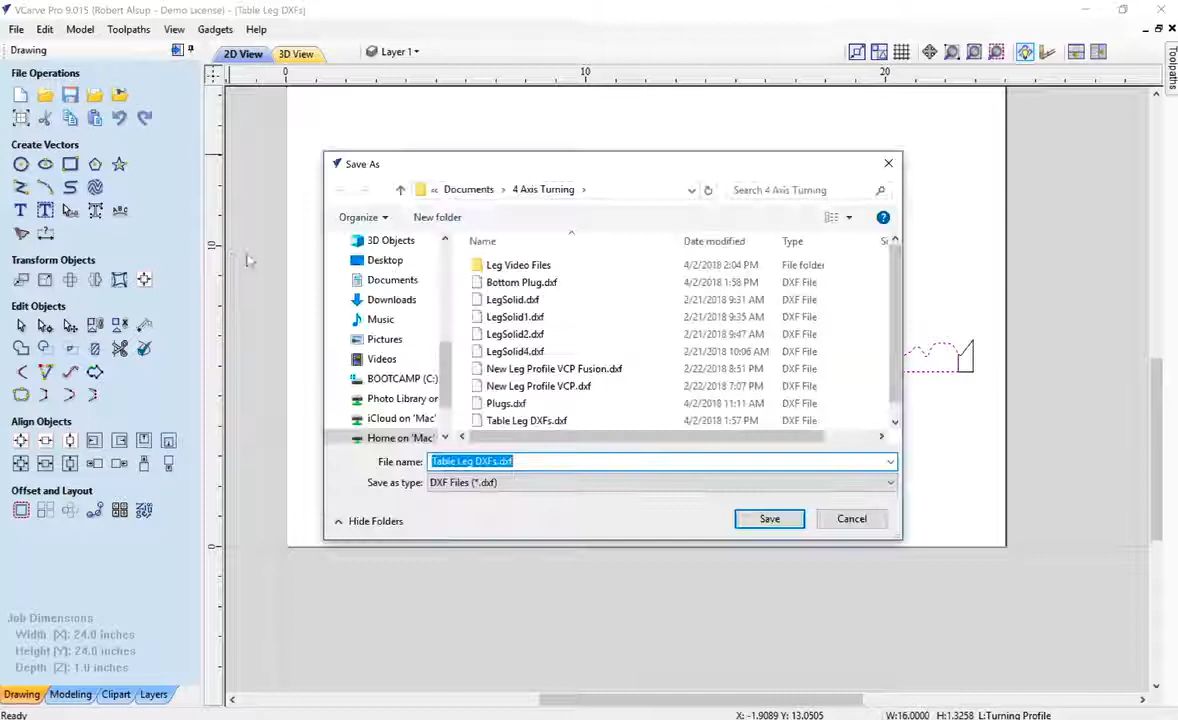 VCarve Pro 9.015 (Robert Alsup - Demo License) - [Table Leg DXFs]
File Edit Model Toolpaths View Gadgets Help
Drawing
2D View 3D View Layer 1
Toolpaths
0 10 20
File Operations
Create Vectors
Transform Objects
Edit Objects
Align Objects
Offset and Layout
Job Dimensions
Width (X): 24.0 inches
Height (Y): 24.0 inches
Depth (Z): 1.0 inches
Drawing Modeling Clipart Layers
10
0
Save As
« Documents > 4 Axis Turning >
Search 4 Axis Turning
Organize New folder
3D Objects
Desktop
Documents
Downloads
Music
Pictures
Videos
BOOTCAMP (C:)
Photo Library or
iCloud on 'Mac'
Home on 'Mac'
Name Date modified Type
Leg Video Files 4/2/2018 2:04 PM File folder
Bottom Plug.dxf 4/2/2018 1:58 PM DXF File
LegSolid.dxf 2/21/2018 9:31 AM DXF File
LegSolid1.dxf 2/21/2018 9:35 AM DXF File
LegSolid2.dxf 2/21/2018 9:47 AM DXF File
LegSolid4.dxf 2/21/2018 10:06 AM DXF File
New Leg Profile VCP Fusion.dxf 2/22/2018 8:51 PM DXF File
New Leg Profile VCP.dxf 2/22/2018 7:07 PM DXF File
Plugs.dxf 4/2/2018 11:11 AM DXF File
Table Leg DXFs.dxf 4/2/2018 1:57 PM DXF File
File name: Table Leg DXFs.dxf
Save as type: DXF Files (*.dxf)
Hide Folders
Save Cancel
Ready
X: -1.9089 Y: 13.0505
W:16.0000 H:1.3258 L:Turning Profile